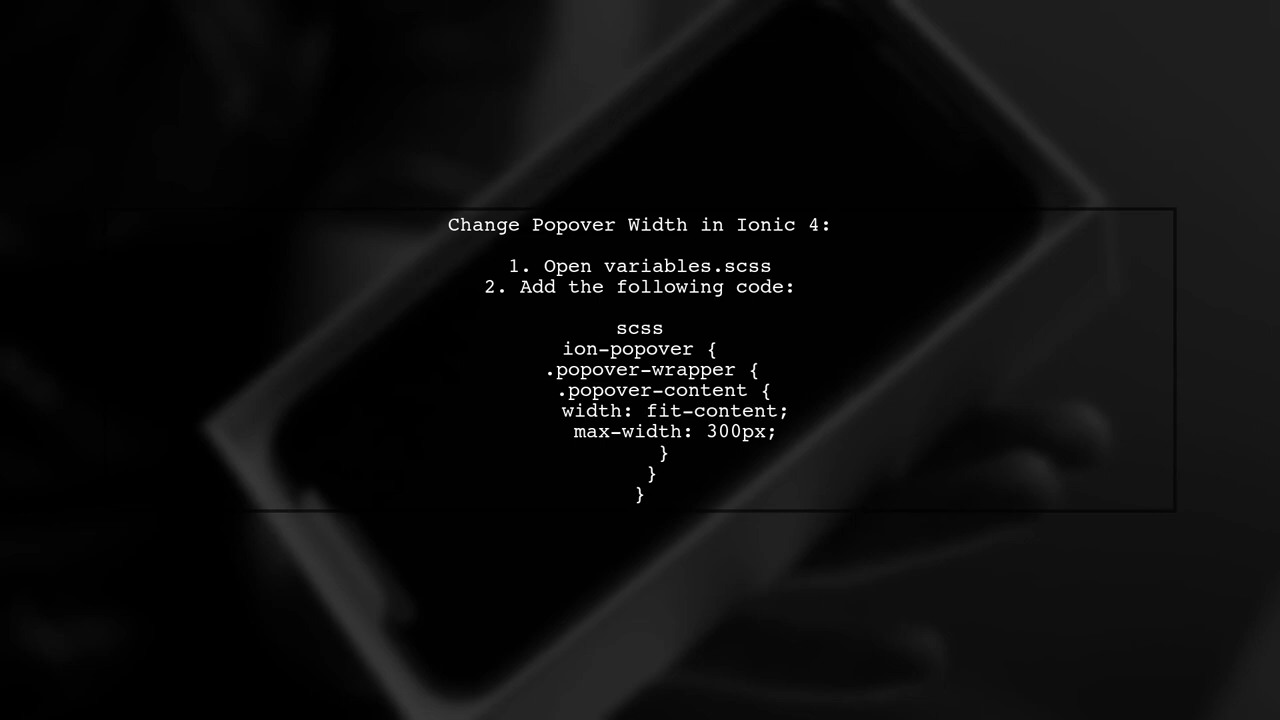 Change Popover Width in Ionic 4:
1. Open variables.scss
2. Add the following code:
scss
ion-popover {
.popover-wrapper {
.popover-content {
width: fit-content;
max-width: 300px;
}
}
}